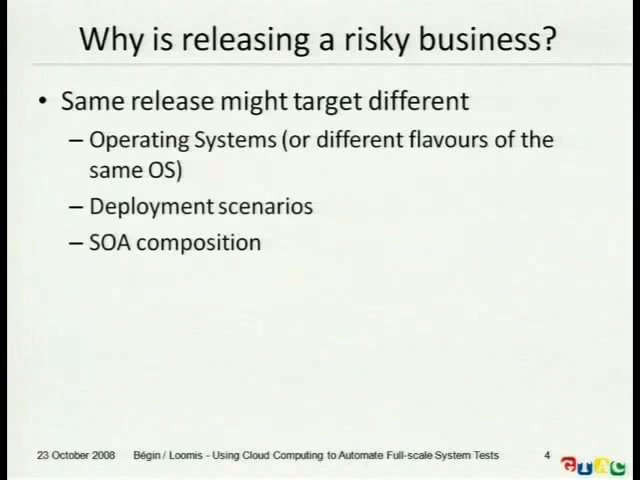 Why is releasing a risky business?
• Same release might target different
– Operating Systems (or different flavours of the
same OS)
– Deployment scenarios
– SOA composition
23 October 2008 Bégin / Loomis - Using Cloud Computing to Automate Full-scale System Tests 4
GTAC